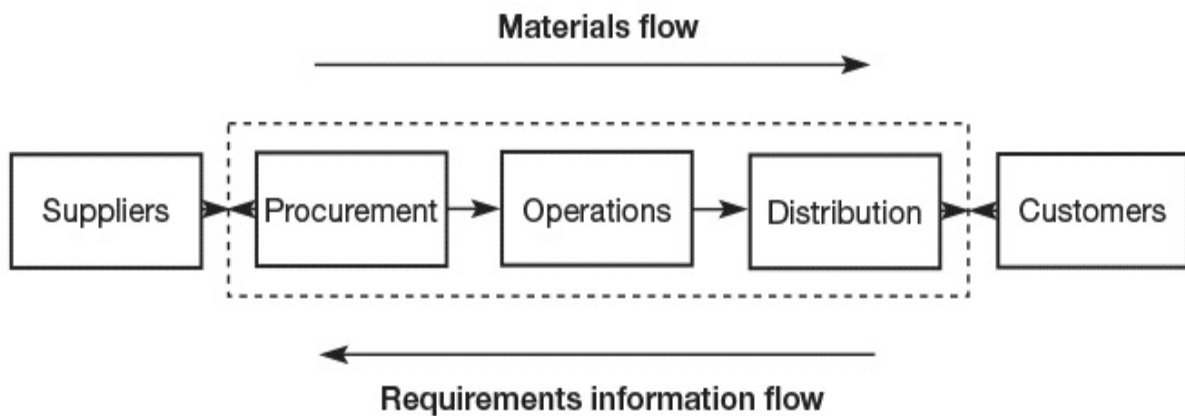 Materials flow
Suppliers
Procurement
Operations
Distribution
Customers
Requirements information flow